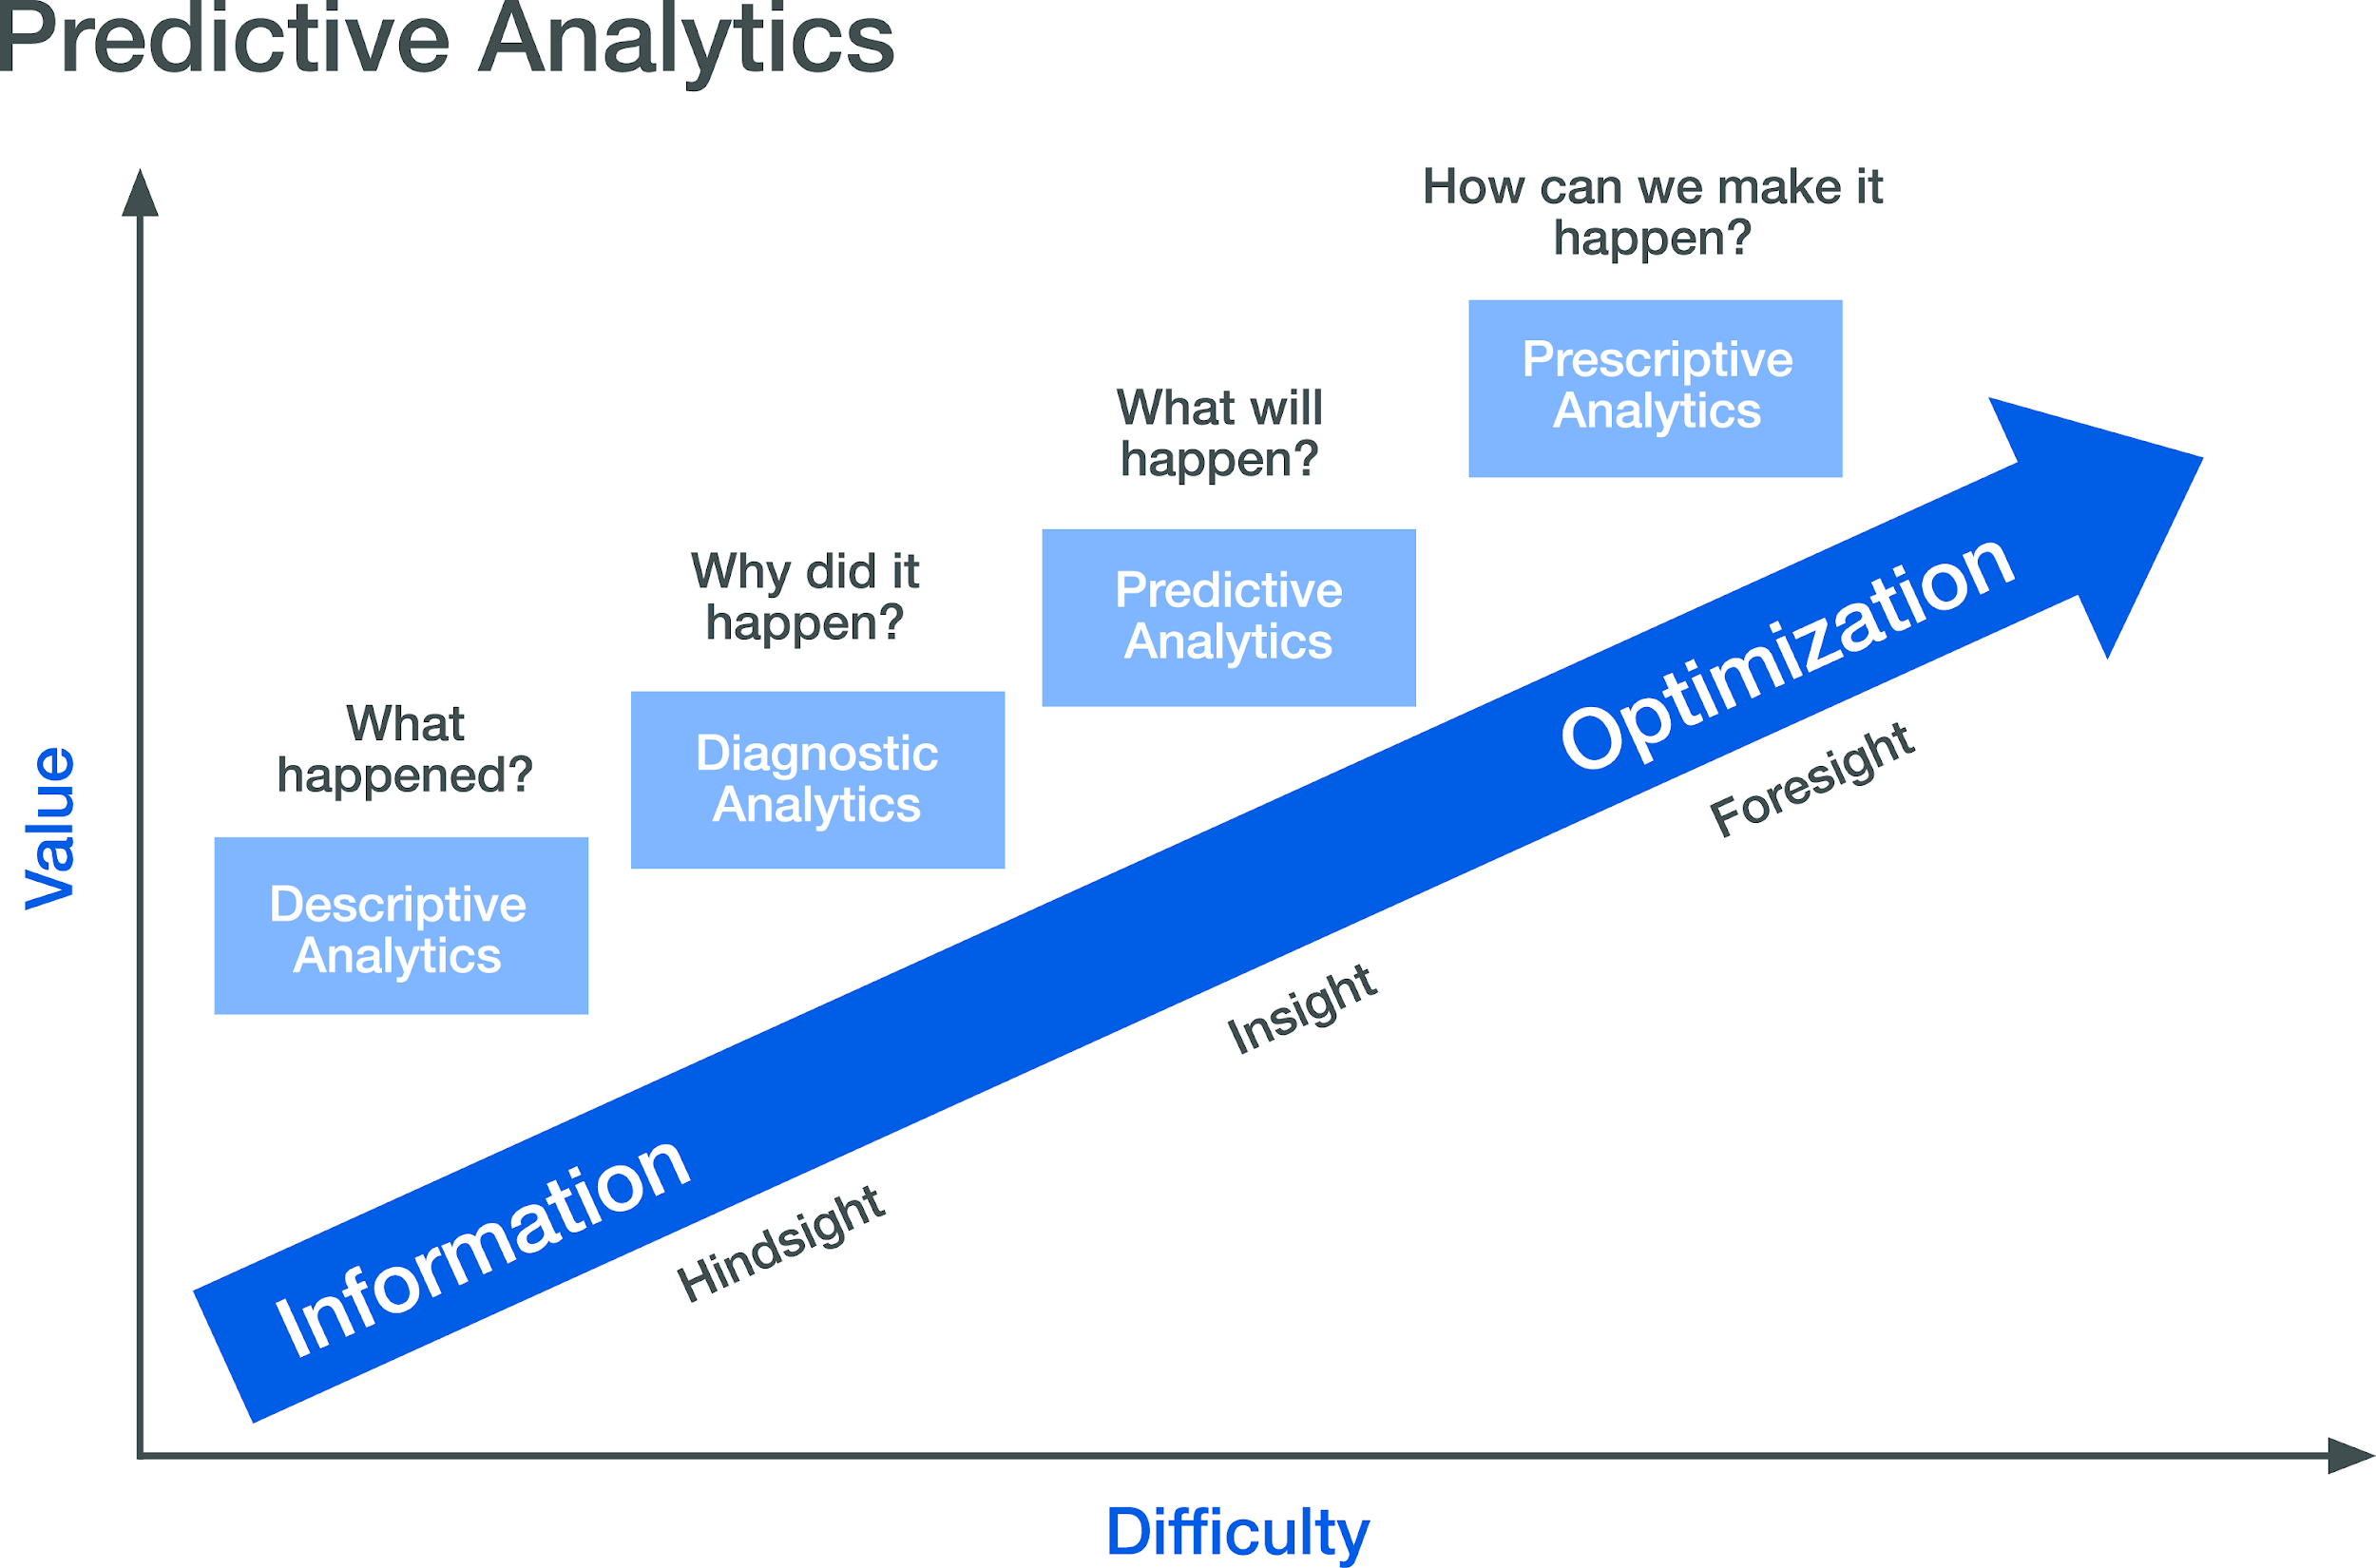 Predictive Analytics
How can we make it
happen?
Prescriptive
Analytics
What will
happen?
Predictive
Analytics
Why did it
happen?
Diagnostic
Analytics
What
happened?
Descriptive
Analytics
Value
Information
Optimization
Hindsight
Insight
Foresight
Difficulty